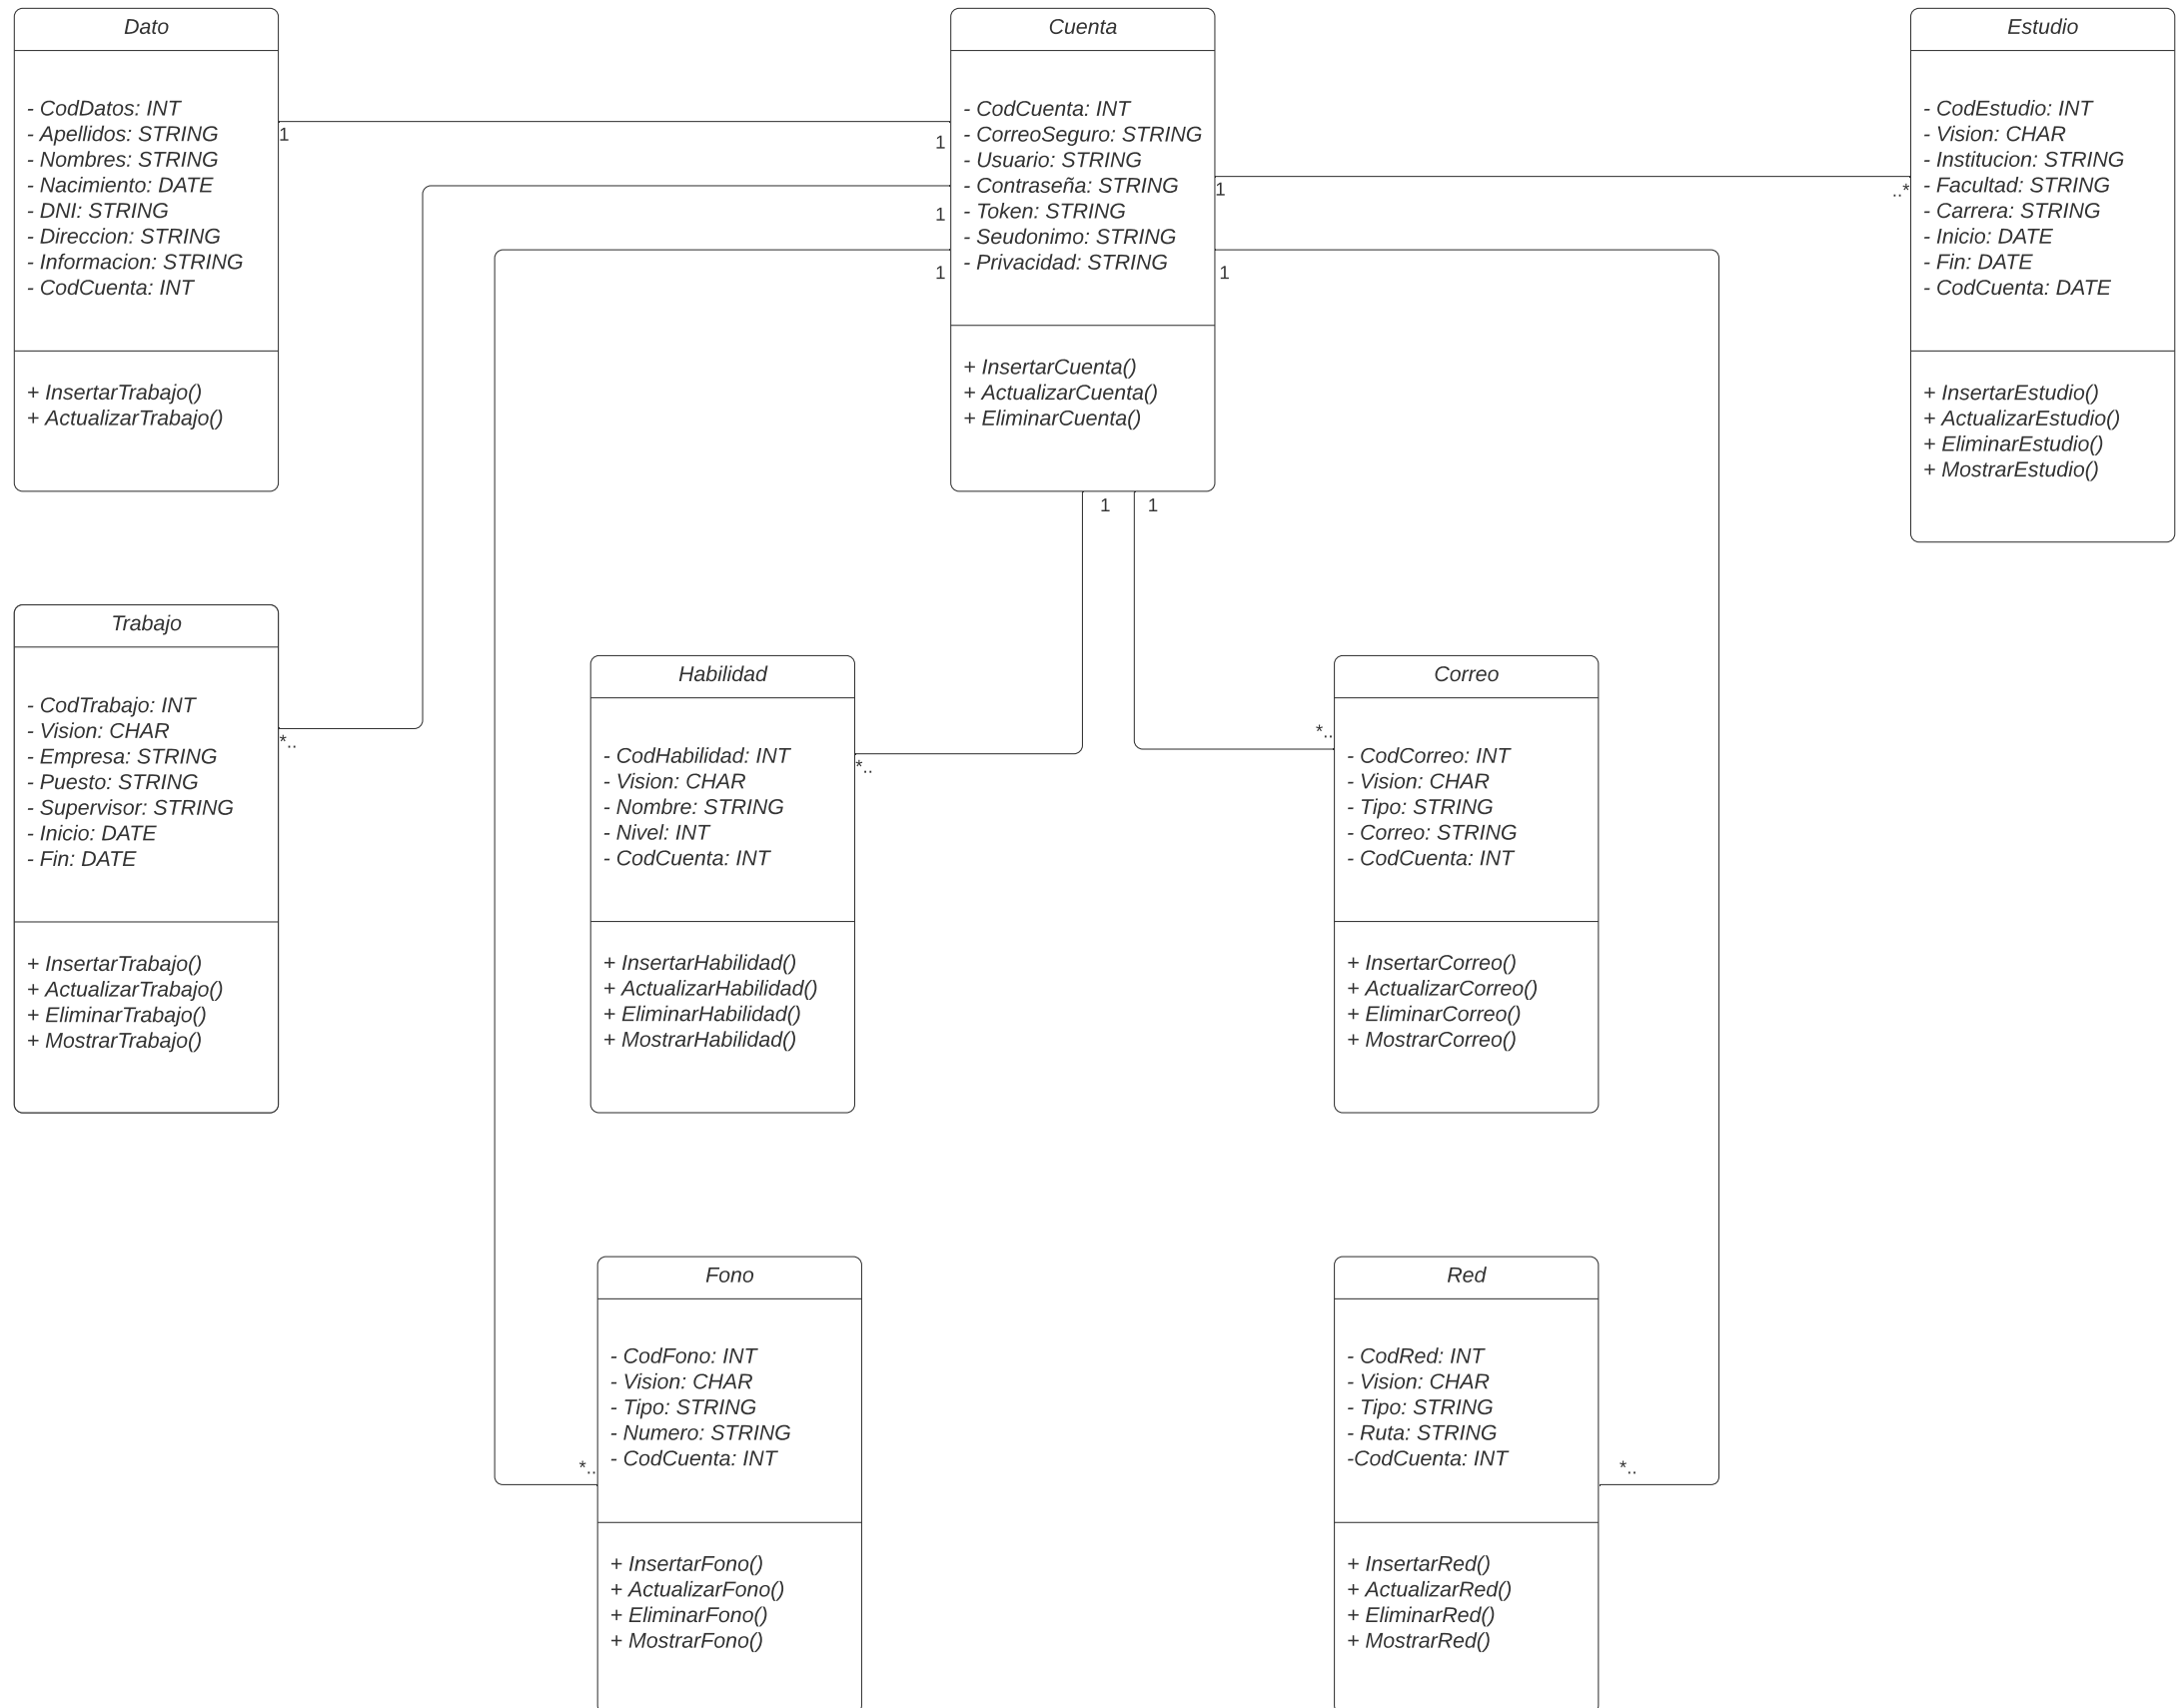 Dato
- CodDatos: INT
- Apellidos: STRING
- Nombres: STRING
- Nacimiento: DATE
- DNI: STRING
- Direccion: STRING
- Informacion: STRING
- CodCuenta: INT
+ InsertarTrabajo()
+ ActualizarTrabajo()
1
1
Cuenta
- CodCuenta: INT
- CorreoSeguro: STRING
- Usuario: STRING
- Contraseña: STRING
- Token: STRING
- Seudonimo: STRING
- Privacidad: STRING
+ InsertarCuenta()
+ ActualizarCuenta()
+ EliminarCuenta()
1
1
1
1
1
1
..*
Estudio
- CodEstudio: INT
- Vision: CHAR
- Institucion: STRING
- Facultad: STRING
- Carrera: STRING
- Inicio: DATE
- Fin: DATE
- CodCuenta: DATE
+ InsertarEstudio()
+ ActualizarEstudio()
+ EliminarEstudio()
+ MostrarEstudio()
Trabajo
- CodTrabajo: INT
- Vision: CHAR
- Empresa: STRING
- Puesto: STRING
- Supervisor: STRING
- Inicio: DATE
- Fin: DATE
+ InsertarTrabajo()
+ ActualizarTrabajo()
+ EliminarTrabajo()
+ MostrarTrabajo()
*..
Habilidad
- CodHabilidad: INT
- Vision: CHAR
- Nombre: STRING
- Nivel: INT
- CodCuenta: INT
+ InsertarHabilidad()
+ ActualizarHabilidad()
+ EliminarHabilidad()
+ MostrarHabilidad()
*..
*..
Correo
- CodCorreo: INT
- Vision: CHAR
- Tipo: STRING
- Correo: STRING
- CodCuenta: INT
+ InsertarCorreo()
+ ActualizarCorreo()
+ EliminarCorreo()
+ MostrarCorreo()
*..
Fono
- CodFono: INT
- Vision: CHAR
- Tipo: STRING
- Numero: STRING
- CodCuenta: INT
+ InsertarFono()
+ ActualizarFono()
+ EliminarFono()
+ MostrarFono()
Red
- CodRed: INT
- Vision: CHAR
- Tipo: STRING
- Ruta: STRING
-CodCuenta: INT
+ InsertarRed()
+ ActualizarRed()
+ EliminarRed()
+ MostrarRed()
*..